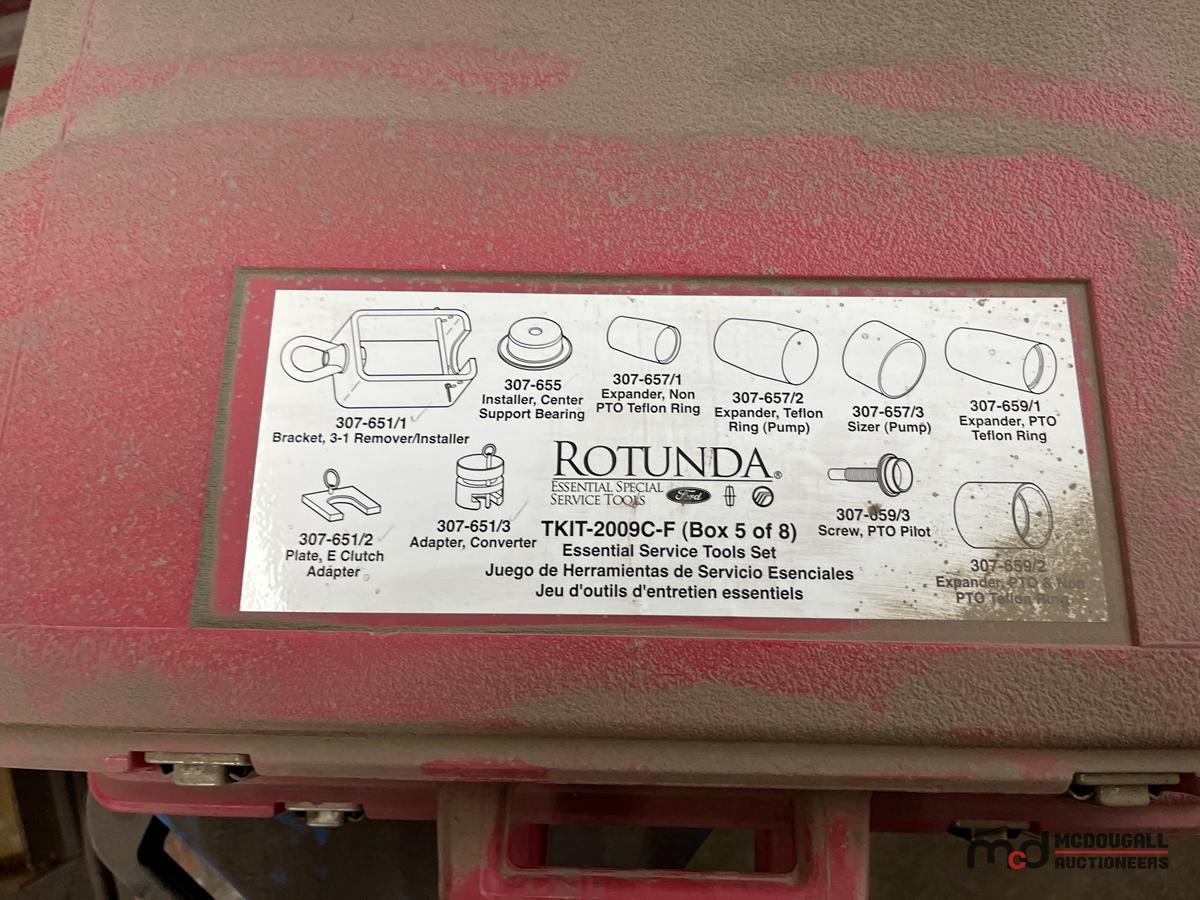 307-651/1
Bracket, 3-1 Remover/Installer
307-655
Installer, Center
Support Bearing
307-657/1
Expander, Non
PTO Teflon Ring
307-657/2
Expander, Teflon
Ring (Pump)
307-657/3
Sizer (Pump)
307-659/1
Expander, PTO
Teflon Ring
307-651/2
Plate, E Clutch
Adapter
307-651/3
Adapter, Converter
ROTUNDA®
ESSENTIAL SPECIAL
SERVICE TOOLS
Ford
TKIT-2009C-F (Box 5 of 8)
Essential Service Tools Set
Juego de Herramientas de Servicio Esenciales
Jeu d'outils d'entretien essentiels
307-659/3
Screw, PTO Pilot
307-659/2
Expander, PTO & Non
PTO Teflon Ring
mcd MCDOUGALL
AUCTIONEERS